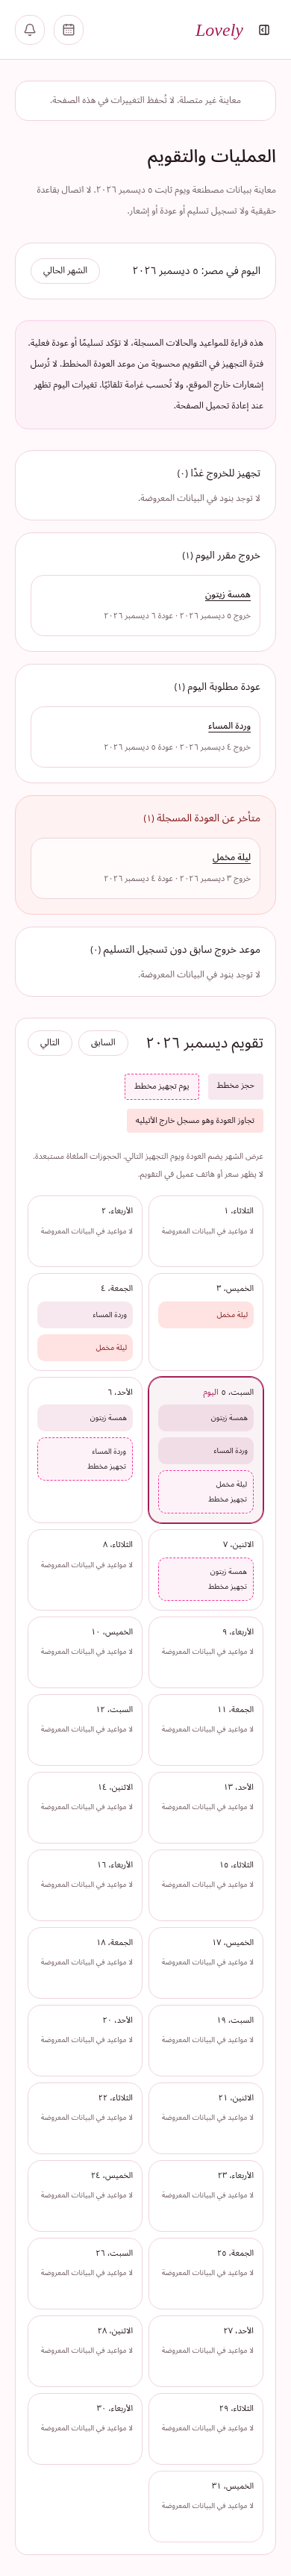 Lovely
معاينة غير متصلة. لا تُحفظ التغييرات في هذه الصفحة.
العمليات والتقويم
معاينة ببيانات مصطنعة ويوم ثابت ٥ ديسمبر ٢٠٢٦. لا اتصال بقاعدة
حقيقية ولا تسجيل تسليم أو عودة أو إشعار.
اليوم في مصر: ٥ ديسمبر ٢٠٢٦
الشهر الحالي
هذه قراءة للمواعيد والحالات المسجلة، لا تؤكد تسليمًا أو عودة فعلية.
فترة التجهيز في التقويم محسوبة من موعد العودة المخطط. لا تُرسل
إشعارات خارج الموقع، ولا تُحسب غرامة تلقائيًا. تغيرات اليوم تظهر
عند إعادة تحميل الصفحة.
تجهيز للخروج غدًا (٠)
لا توجد بنود في البيانات المعروضة.
خروج مقرر اليوم (١)
همسة زيتون
خروج ٥ ديسمبر ٢٠٢٦ · عودة ٦ ديسمبر ٢٠٢٦
عودة مطلوبة اليوم (١)
وردة المساء
خروج ٤ ديسمبر ٢٠٢٦ · عودة ٥ ديسمبر ٢٠٢٦
متأخر عن العودة المسجلة (١)
ليلة مخمل
خروج ٣ ديسمبر ٢٠٢٦ · عودة ٤ ديسمبر ٢٠٢٦
موعد خروج سابق دون تسجيل التسليم (٠)
لا توجد بنود في البيانات المعروضة.
تقويم ديسمبر ٢٠٢٦
السابق
التالي
حجز مخطط
يوم تجهيز مخطط
تجاوز العودة وهو مسجل خارج الأتيليه
عرض الشهر يضم العودة ويوم التجهيز التالي. الحجوزات الملغاة مستبعدة.
لا يظهر سعر أو هاتف عميل في التقويم.
الثلاثاء، ١
لا مواعيد في البيانات المعروضة
الأربعاء، ٢
لا مواعيد في البيانات المعروضة
الخميس، ٣
ليلة مخمل
الجمعة، ٤
وردة المساء
ليلة مخمل
السبت، ٥ اليوم
همسة زيتون
وردة المساء
ليلة مخمل
تجهيز مخطط
الأحد، ٦
همسة زيتون
وردة المساء
تجهيز مخطط
الاثنين، ٧
همسة زيتون
تجهيز مخطط
الثلاثاء، ٨
لا مواعيد في البيانات المعروضة
الأربعاء، ٩
لا مواعيد في البيانات المعروضة
الخميس، ١٠
لا مواعيد في البيانات المعروضة
الجمعة، ١١
لا مواعيد في البيانات المعروضة
السبت، ١٢
لا مواعيد في البيانات المعروضة
الأحد، ١٣
لا مواعيد في البيانات المعروضة
الاثنين، ١٤
لا مواعيد في البيانات المعروضة
الثلاثاء، ١٥
لا مواعيد في البيانات المعروضة
الأربعاء، ١٦
لا مواعيد في البيانات المعروضة
الخميس، ١٧
لا مواعيد في البيانات المعروضة
الجمعة، ١٨
لا مواعيد في البيانات المعروضة
السبت، ١٩
لا مواعيد في البيانات المعروضة
الأحد، ٢٠
لا مواعيد في البيانات المعروضة
الاثنين، ٢١
لا مواعيد في البيانات المعروضة
الثلاثاء، ٢٢
لا مواعيد في البيانات المعروضة
الأربعاء، ٢٣
لا مواعيد في البيانات المعروضة
الخميس، ٢٤
لا مواعيد في البيانات المعروضة
الجمعة، ٢٥
لا مواعيد في البيانات المعروضة
السبت، ٢٦
لا مواعيد في البيانات المعروضة
الأحد، ٢٧
لا مواعيد في البيانات المعروضة
الاثنين، ٢٨
لا مواعيد في البيانات المعروضة
الثلاثاء، ٢٩
لا مواعيد في البيانات المعروضة
الأربعاء، ٣٠
لا مواعيد في البيانات المعروضة
الخميس، ٣١
لا مواعيد في البيانات المعروضة